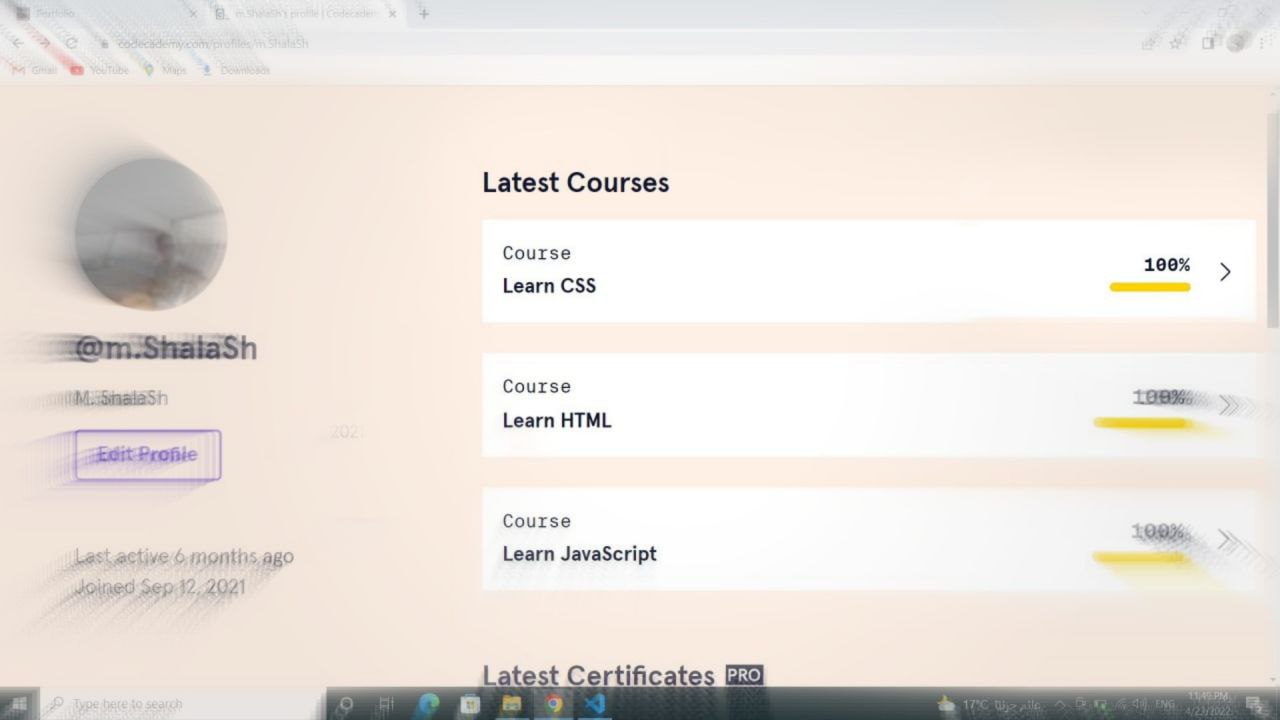 Portfolio
m.ShalaSh's profile | Codecadem
codecademy.com/profiles/m.ShalaSh
Gmail YouTube Maps Downloads
@m.ShalaSh
M. ShalaSh
Edit Profile
Last active 6 months ago
Joined Sep 12, 2021
Latest Courses
Course
Learn CSS
100%
Course
Learn HTML
100%
Course
Learn JavaScript
100%
Latest Certificates PRO
Type here to search
17°C
ENG
11:49 PM
4/23/2022